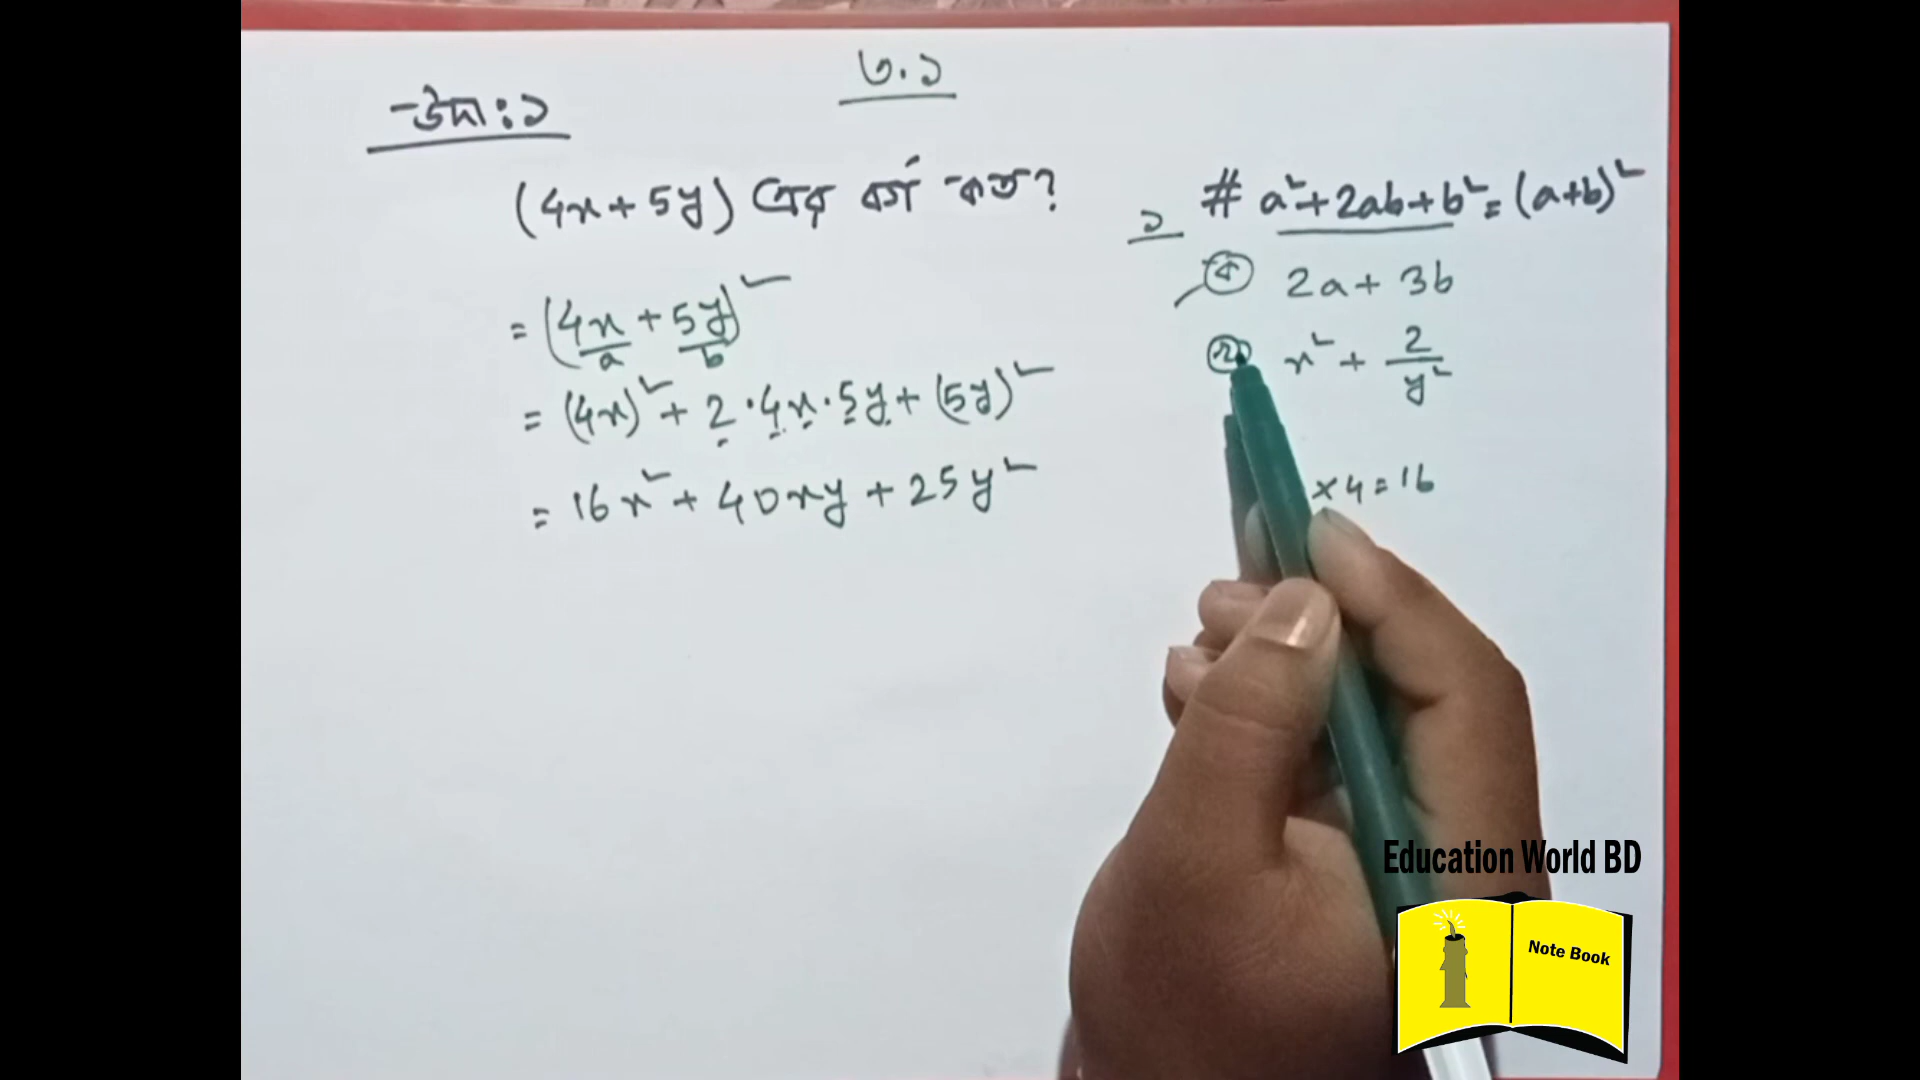 ৩.১
উদা:১
(4x+5y) এর বর্গ কত?
= (4x + 5y)²
a b
= (4x)² + 2·4x·5y + (5y)²
= 16x² + 40xy + 25y²
# a²+2ab+b² = (a+b)²
১
ক 2a + 3b
x² + 2/y²
×4=16
Education World BD
Note Book